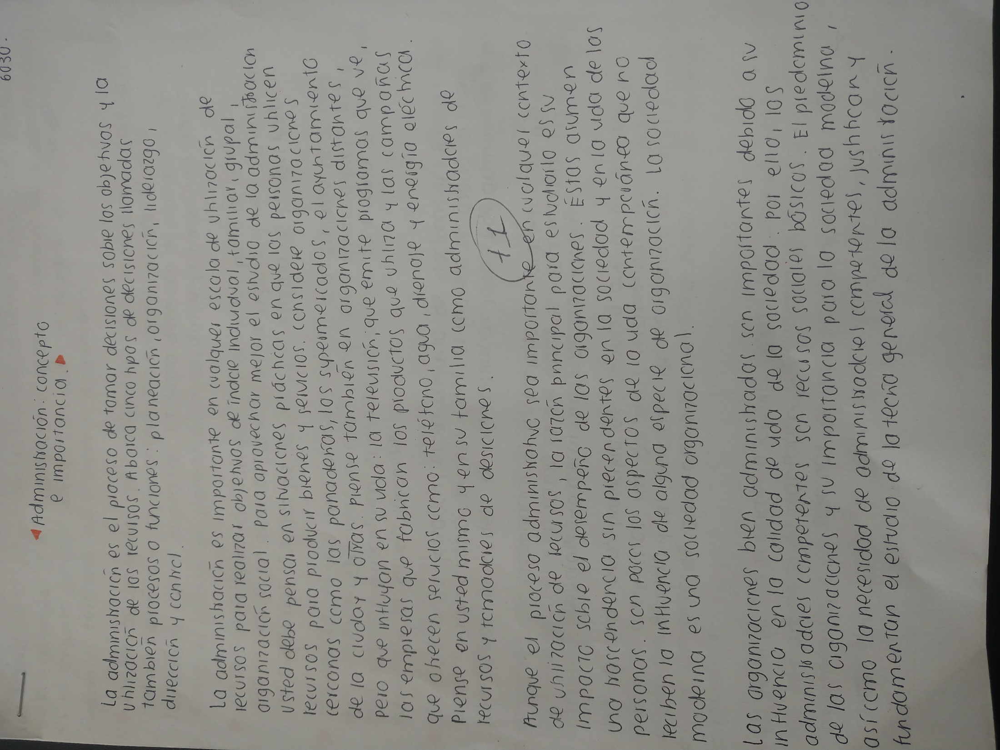 6030.
Administración: concepto
e importancia.
La administración es el proceso de tomar decisiones sobre los objetivos y la
utilización de los recursos. Abarca cinco tipos de decisiones llamadas
también procesos o funciones: planeación, organización, liderazgo,
dirección y control.
La administración es importante en cualquier escala de utilización de
recursos para realizar objetivos de índole individual, familiar, grupal,
organización social. para aprovechar mejor el estudio de la administración
usted debe pensar en situaciones prácticas en que las personas utilicen
recursos para producir bienes y servicios. considere organizaciones
cercanas como las panaderías, los supermercados, el ayuntamiento
de la ciuday y otras. piense también en organizaciones distantes,
pero que influyan en su vida: la televisión; que emite programas que ve,
las empresas que fabrican los productos que utiliza y las campañas
que ofrecen servicios como: teléfono, agua, drenaje y energía eléctrica.
Piense en usted mismo y en su familia como administradores de
recursos y tomadores de desiciones.
+1
Aunque el proceso administrativo sea importante en cualquier contexto
de utilización de recursos, la razón principal para estudiarlo es su
impacto sobre el desempeño de las organizaciones. Éstas asumen
una trascendencia sin precendentes en la sociedad y en la vida de las
personas. son pocos los aspectos de la vida contemporánea que no
reciben la influencia de alguna especie de organización. La sociedad
moderna es una sociedad organizacional.
Las organizaciones bien administradas son importantes debido a su
influencia en la calidad de vida de la sociedad: por ello, los
administradores competentes son recursos sociales básicos. El predominio
de las organizaciones y su importancia para la sociedad moderna,
así como la necesidad de administradores competentes, justifican y
fundamentan el estudio de la teoría general de la administración.